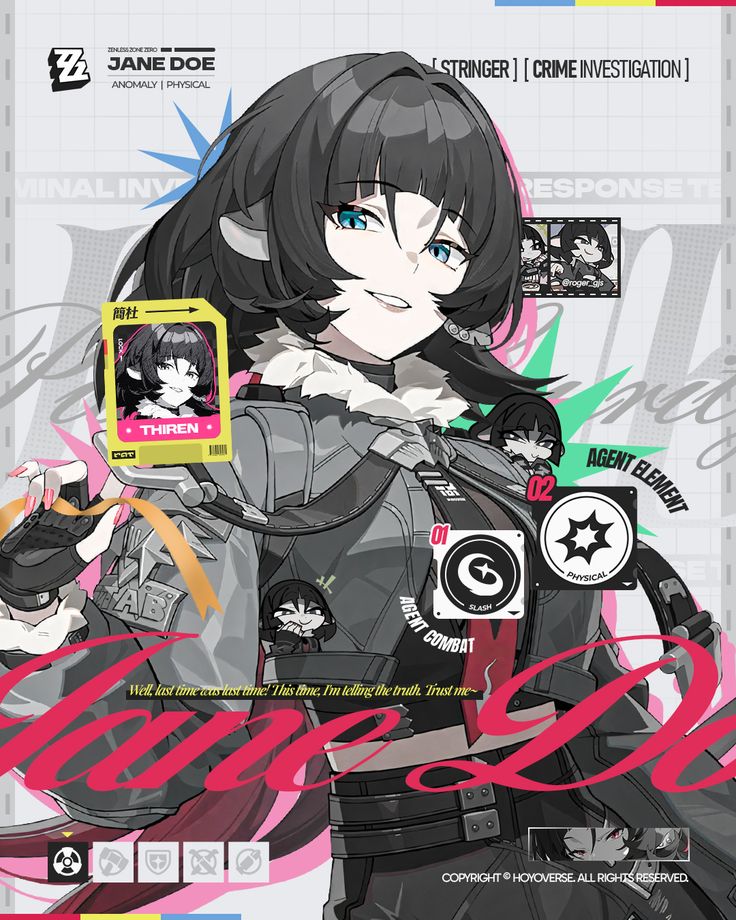 ZENLESS ZONE ZERO
JANE DOE
ANOMALY | PHYSICAL
[ STRINGER ] [ CRIME INVESTIGATION ]
MINAL INV
RESPONSE TE
@roger_gjs
簡杜
LOCK
THIREN
AGENT ELEMENT
02
PHYSICAL
01
SLASH
AGENT COMBAT
Well, last time was last time! This time, I'm telling the truth. Trust me~
Jane Do
COPYRIGHT © HOYOVERSE. ALL RIGHTS RESERVED.